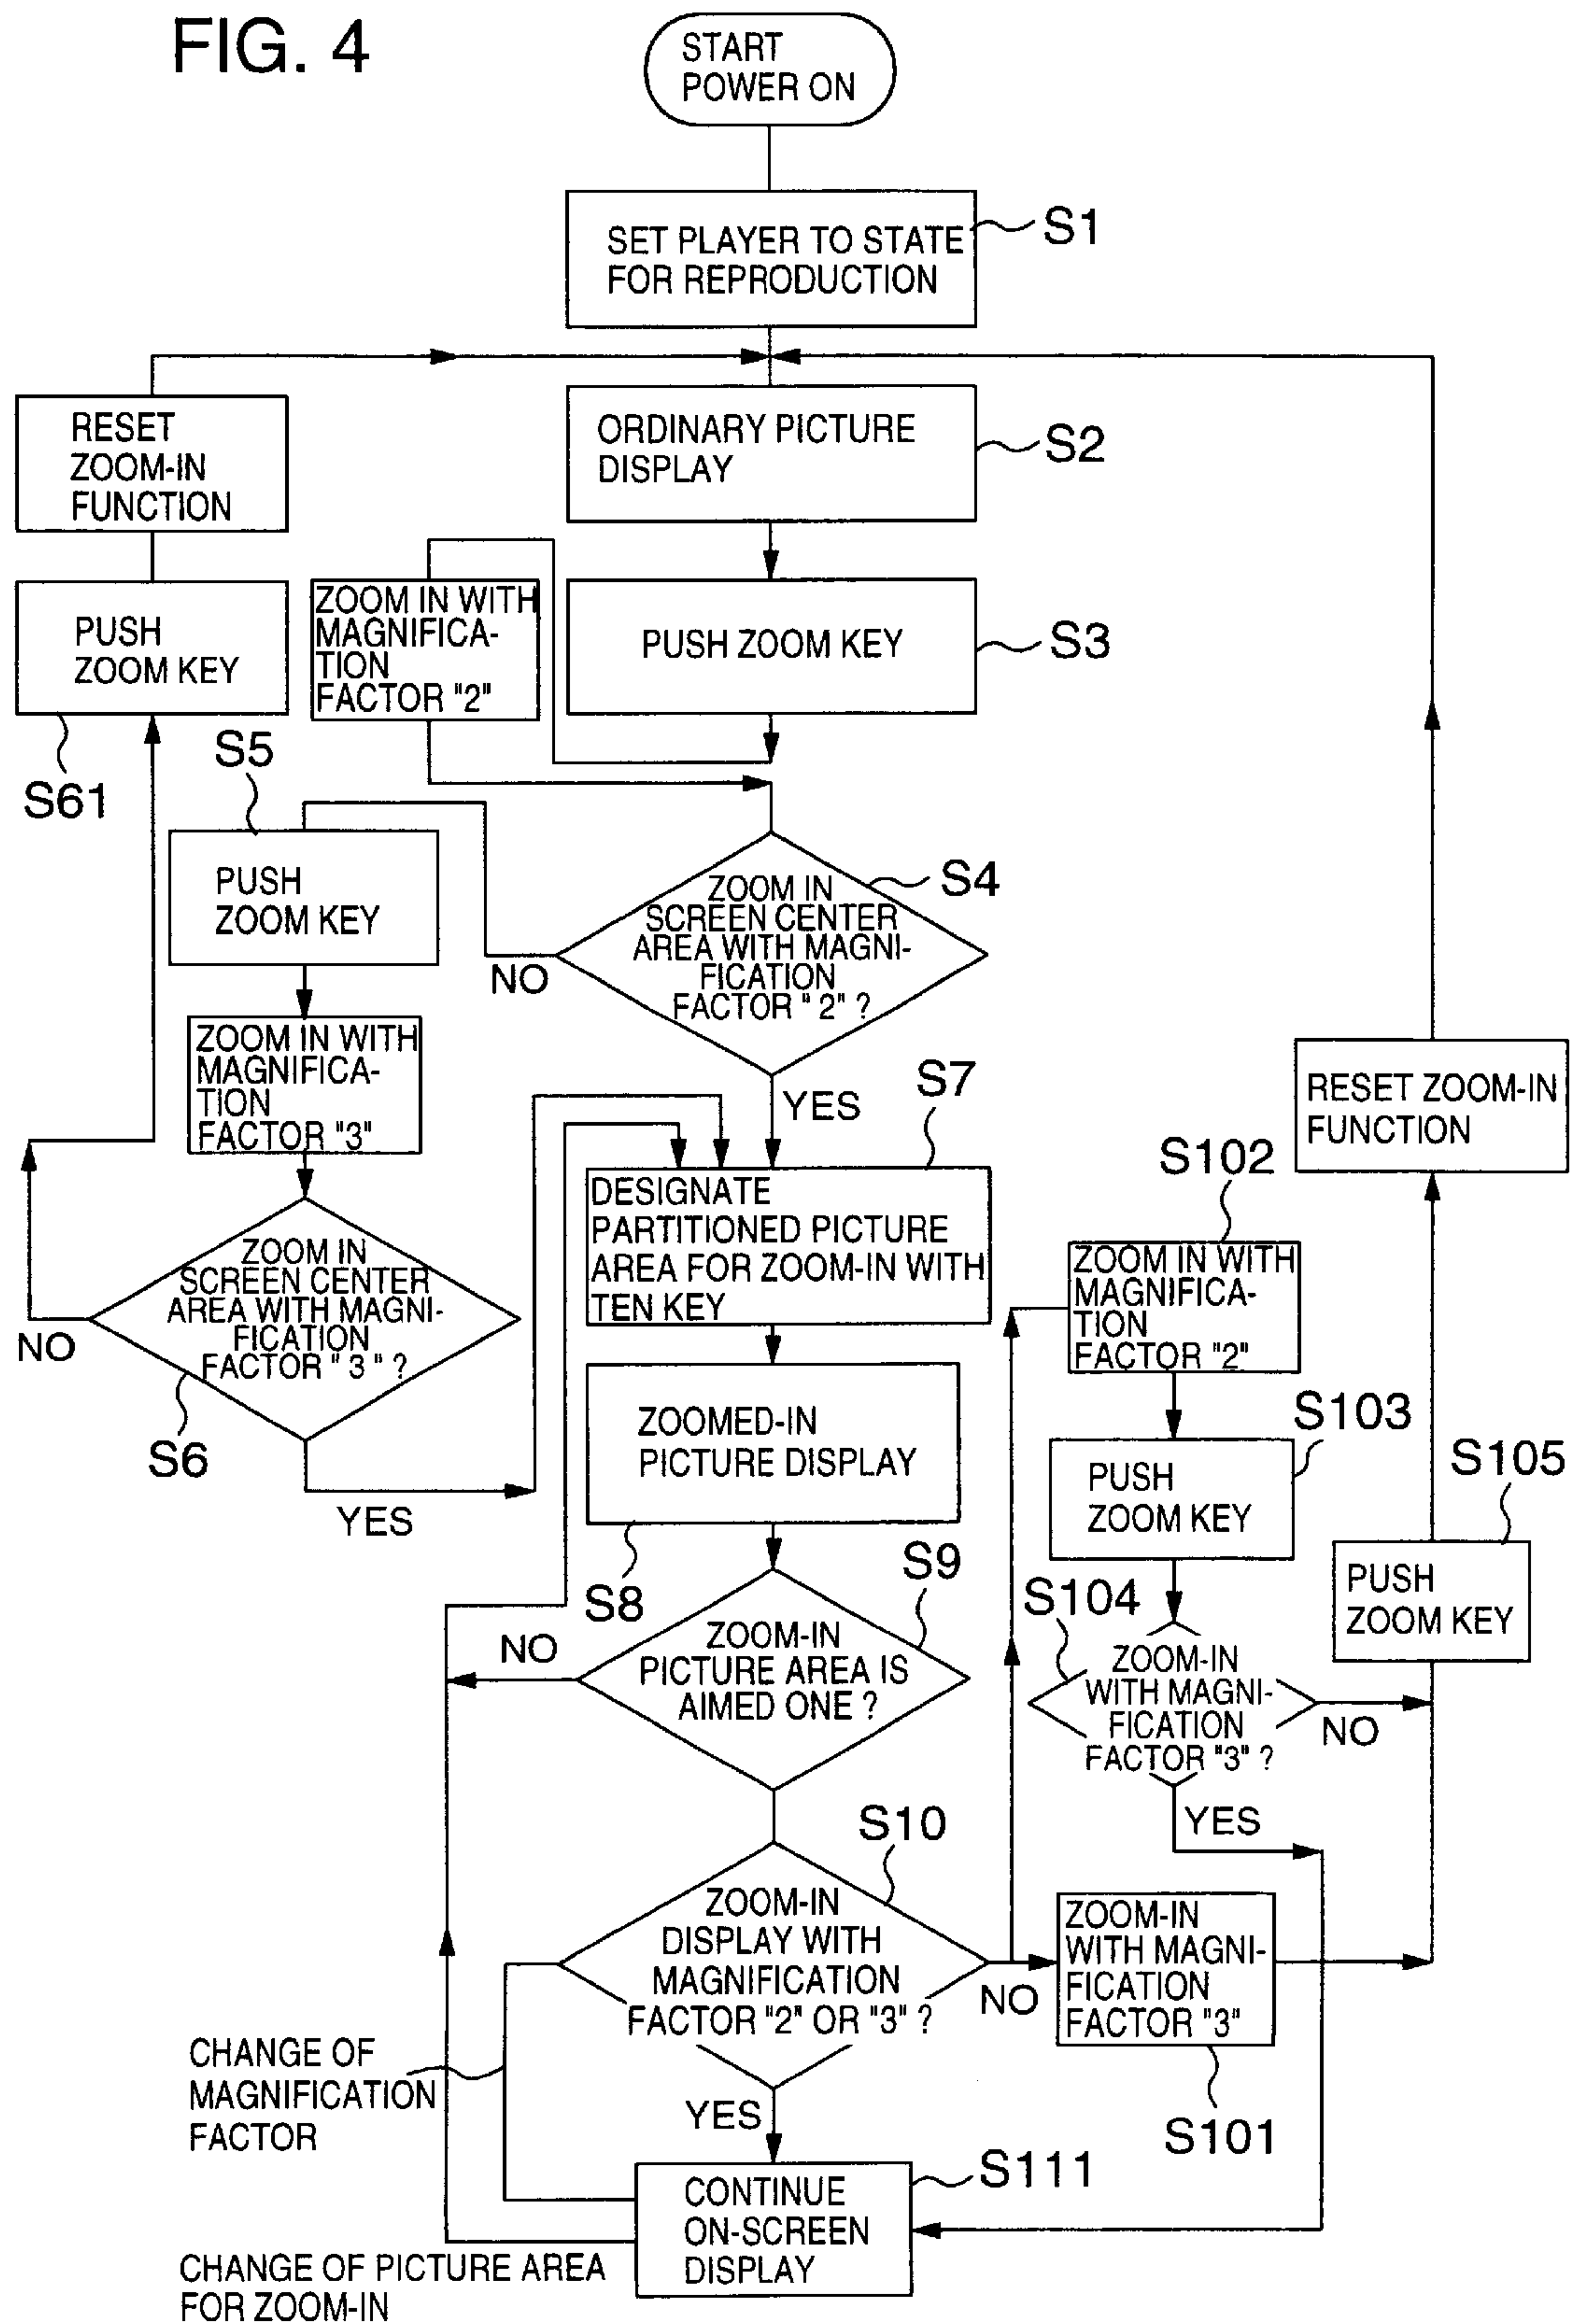 FIG. 4
START
POWER ON
SET PLAYER TO STATE
FOR REPRODUCTION
S1
RESET
ZOOM-IN
FUNCTION
ORDINARY PICTURE
DISPLAY
S2
PUSH
ZOOM KEY
S61
ZOOM IN WITH
MAGNIFICA-
TION
FACTOR "2"
PUSH ZOOM KEY
S3
S5
PUSH
ZOOM KEY
ZOOM IN
SCREEN CENTER
AREA WITH MAGNI-
FICATION
FACTOR " 2" ?
S4
NO
YES
ZOOM IN WITH
MAGNIFICA-
TION
FACTOR "3"
ZOOM IN
SCREEN CENTER
AREA WITH MAGNI-
FICATION
FACTOR " 3 " ?
NO
S6
YES
S7
DESIGNATE
PARTITIONED PICTURE
AREA FOR ZOOM-IN WITH
TEN KEY
ZOOMED-IN
PICTURE DISPLAY
S8
S9
ZOOM-IN
PICTURE AREA IS
AIMED ONE ?
NO
RESET ZOOM-IN
FUNCTION
S102
ZOOM IN WITH
MAGNIFICA-
TION
FACTOR "2"
S103
PUSH
ZOOM KEY
S105
PUSH
ZOOM KEY
S104
ZOOM-IN
WITH MAGNI-
FICATION
FACTOR "3" ?
NO
YES
S10
ZOOM-IN
DISPLAY WITH
MAGNIFICATION
FACTOR "2" OR "3" ?
NO
YES
ZOOM-IN
WITH MAGNI-
FICATION
FACTOR "3"
S101
CHANGE OF
MAGNIFICATION
FACTOR
S111
CONTINUE
ON-SCREEN
DISPLAY
CHANGE OF PICTURE AREA
FOR ZOOM-IN